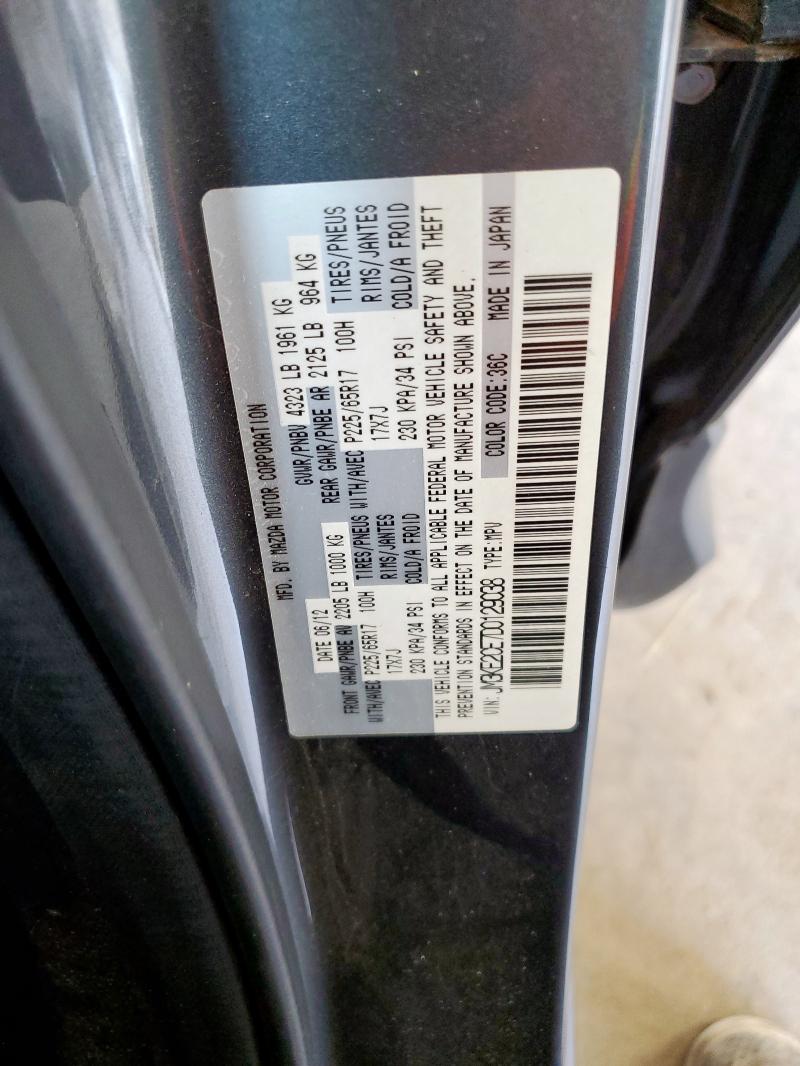 MFD. BY MAZDA MOTOR CORPORATION
DATE 06/12 GVWR/PNBV 4323 LB 1961 KG
FRONT GAWR/PNBE AV 2205 LB 1000 KG REAR GAWR/PNBE AR 2125 LB 964 KG
WITH/AVEC P225/65R17 100H TIRES/PNEUS WITH/AVEC P225/65R17 100H TIRES/PNEUS
17X7J RIMS/JANTES 17X7J RIMS/JANTES
230 KPA/34 PSI COLD/A FROID 230 KPA/34 PSI COLD/A FROID
THIS VEHICLE CONFORMS TO ALL APPLICABLE FEDERAL MOTOR VEHICLE SAFETY AND THEFT
PREVENTION STANDARDS IN EFFECT ON THE DATE OF MANUFACTURE SHOWN ABOVE.
VIN: JM3KE2CE7D0129038 TYPE:MPV COLOR CODE:36C MADE IN JAPAN